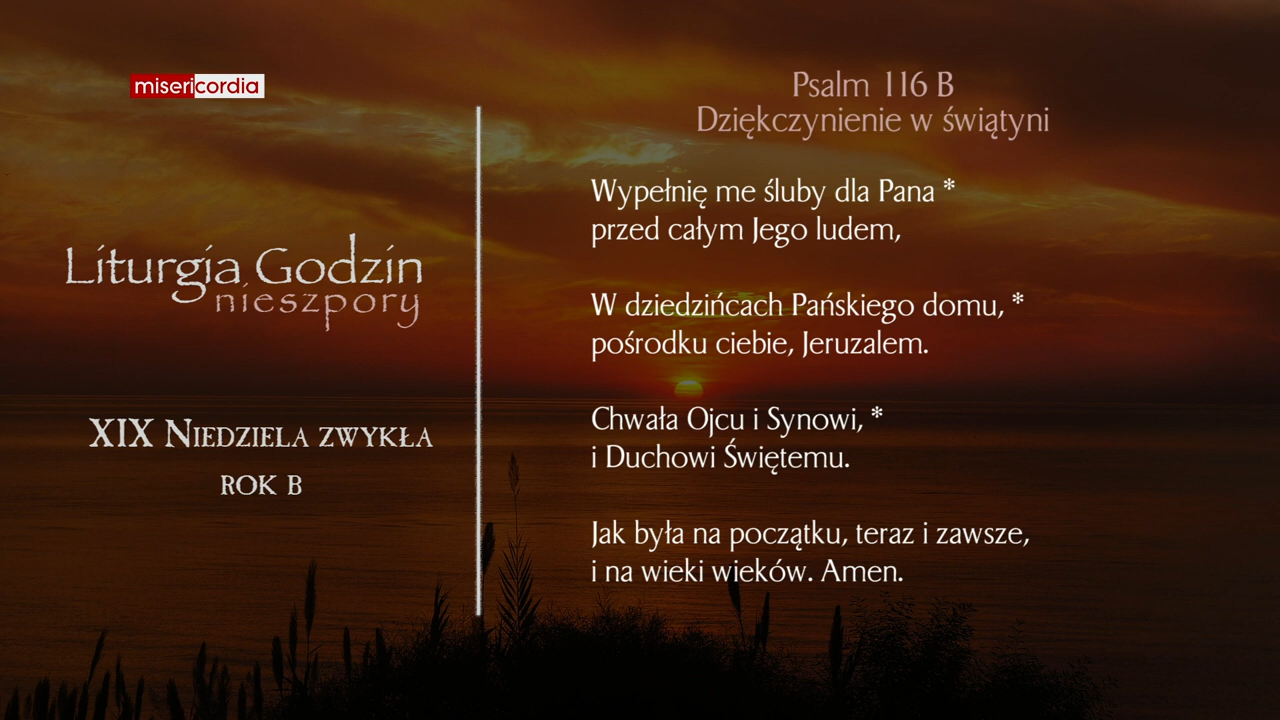 misericordia
Liturgia Godzin
nieszpory
XIX Niedziela zwykła
rok B
Psalm 116 B
Dziękczynienie w świątyni
Wypełnię me śluby dla Pana *
przed całym Jego ludem,
W dziedzińcach Pańskiego domu, *
pośrodku ciebie, Jeruzalem.
Chwała Ojcu i Synowi, *
i Duchowi Świętemu.
Jak była na początku, teraz i zawsze,
i na wieki wieków. Amen.